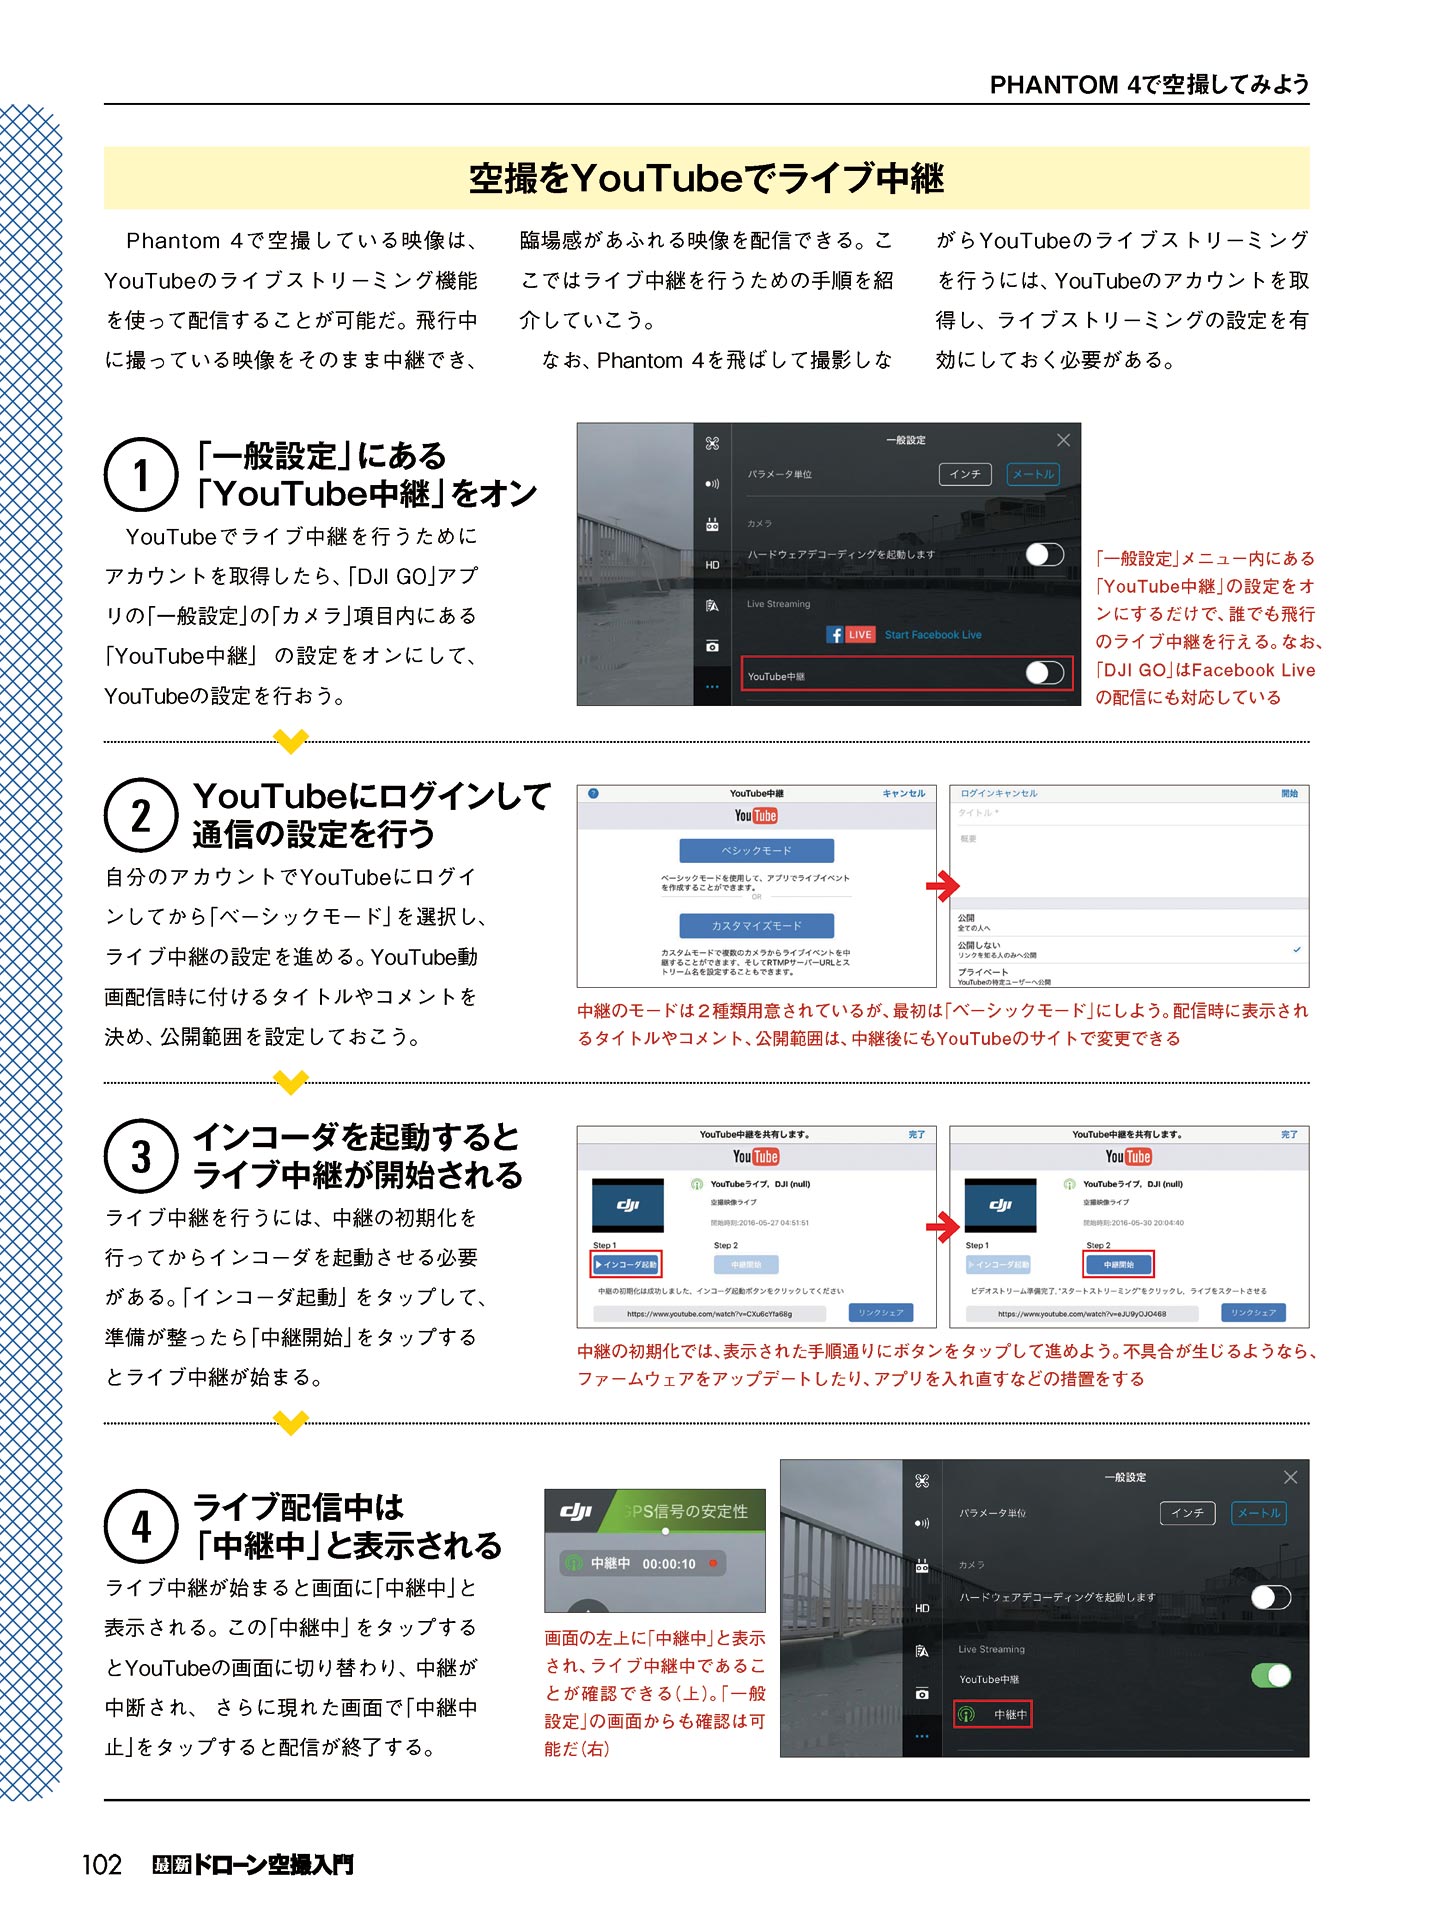 PHANTOM 4で空撮してみよう
空撮をYouTubeでライブ中継
Phantom 4で空撮している映像は、
YouTubeのライブストリーミング機能
を使って配信することが可能だ。飛行中
に撮っている映像をそのまま中継でき、
臨場感があふれる映像を配信できる。こ
こではライブ中継を行うための手順を紹
介していこう。
なお、Phantom 4を飛ばして撮影しな
がらYouTubeのライブストリーミング
を行うには、YouTubeのアカウントを取
得し、ライブストリーミングの設定を有
効にしておく必要がある。
1
「一般設定」にある
「YouTube中継」をオン
YouTubeでライブ中継を行うために
アカウントを取得したら、「DJI GO」アプ
リの「一般設定」の「カメラ」項目内にある
「YouTube中継」の設定をオンにして、
YouTubeの設定を行おう。
一般設定
パラメータ単位
インチ
メートル
カメラ
ハードウェアデコーディングを起動します
HD
Live Streaming
f LIVE Start Facebook Live
YouTube中継
「一般設定」メニュー内にある
「YouTube中継」の設定をオ
ンにするだけで、誰でも飛行
のライブ中継を行える。なお、
「DJI GO」はFacebook Live
の配信にも対応している
2
YouTubeにログインして
通信の設定を行う
自分のアカウントでYouTubeにログイ
ンしてから「ベーシックモード」を選択し、
ライブ中継の設定を進める。YouTube動
画配信時に付けるタイトルやコメントを
決め、公開範囲を設定しておこう。
? YouTube中継 キャンセル
YouTube
ベシックモード
ベーシックモードを使用して、アプリでライブイベント
を作成することができます。
OR
カスタマイズモード
カスタムモードで複数のカメラからライブイベントを中
継することができます、そしてRTMPサーバーURLとス
トリーム名を設定することもできます。
ログインキャンセル 開始
タイトル *
概要
公開
全ての人へ
公開しない
リンクを知る人のみへ公開
プライベート
YouTubeの特定ユーザーへ公開
中継のモードは2種類用意されているが、最初は「ベーシックモード」にしよう。配信時に表示され
るタイトルやコメント、公開範囲は、中継後にもYouTubeのサイトで変更できる
3
インコーダを起動すると
ライブ中継が開始される
ライブ中継を行うには、中継の初期化を
行ってからインコーダを起動させる必要
がある。「インコーダ起動」をタップして、
準備が整ったら「中継開始」をタップする
とライブ中継が始まる。
YouTube中継を共有します。 完了
YouTube
dji
YouTubeライブ, DJI (null)
空撮映像ライブ
開始時刻:2016-05-27 04:51:51
Step 1 Step 2
インコーダ起動 中継開始
中継の初期化は成功しました、インコーダ起動ボタンをクリックしてください
https://www.youtube.com/watch?v=CXu6cYfa68g リンクシェア
YouTube中継を共有します。 完了
YouTube
dji
YouTubeライブ, DJI (null)
空撮映像ライブ
開始時刻:2016-05-30 20:04:40
Step 1 Step 2
インコーダ起動 中継開始
ビデオストリーム準備完了,"スタートストリーミング"をクリックし、ライブをスタートさせる
https://www.youtube.com/watch?v=eJU9yOJO468 リンクシェア
中継の初期化では、表示された手順通りにボタンをタップして進めよう。不具合が生じるようなら、
ファームウェアをアップデートしたり、アプリを入れ直すなどの措置をする
4
ライブ配信中は
「中継中」と表示される
ライブ中継が始まると画面に「中継中」と
表示される。この「中継中」をタップする
とYouTubeの画面に切り替わり、中継が
中断され、さらに現れた画面で「中継中
止」をタップすると配信が終了する。
dji
GPS信号の安定性
中継中 00:00:10
画面の左上に「中継中」と表示
され、ライブ中継中であるこ
とが確認できる(上)。「一般
設定」の画面からも確認は可
能だ(右)
一般設定
パラメータ単位
インチ
メートル
カメラ
ハードウェアデコーディングを起動します
HD
Live Streaming
YouTube中継
中継中
102 最新ドローン空撮入門